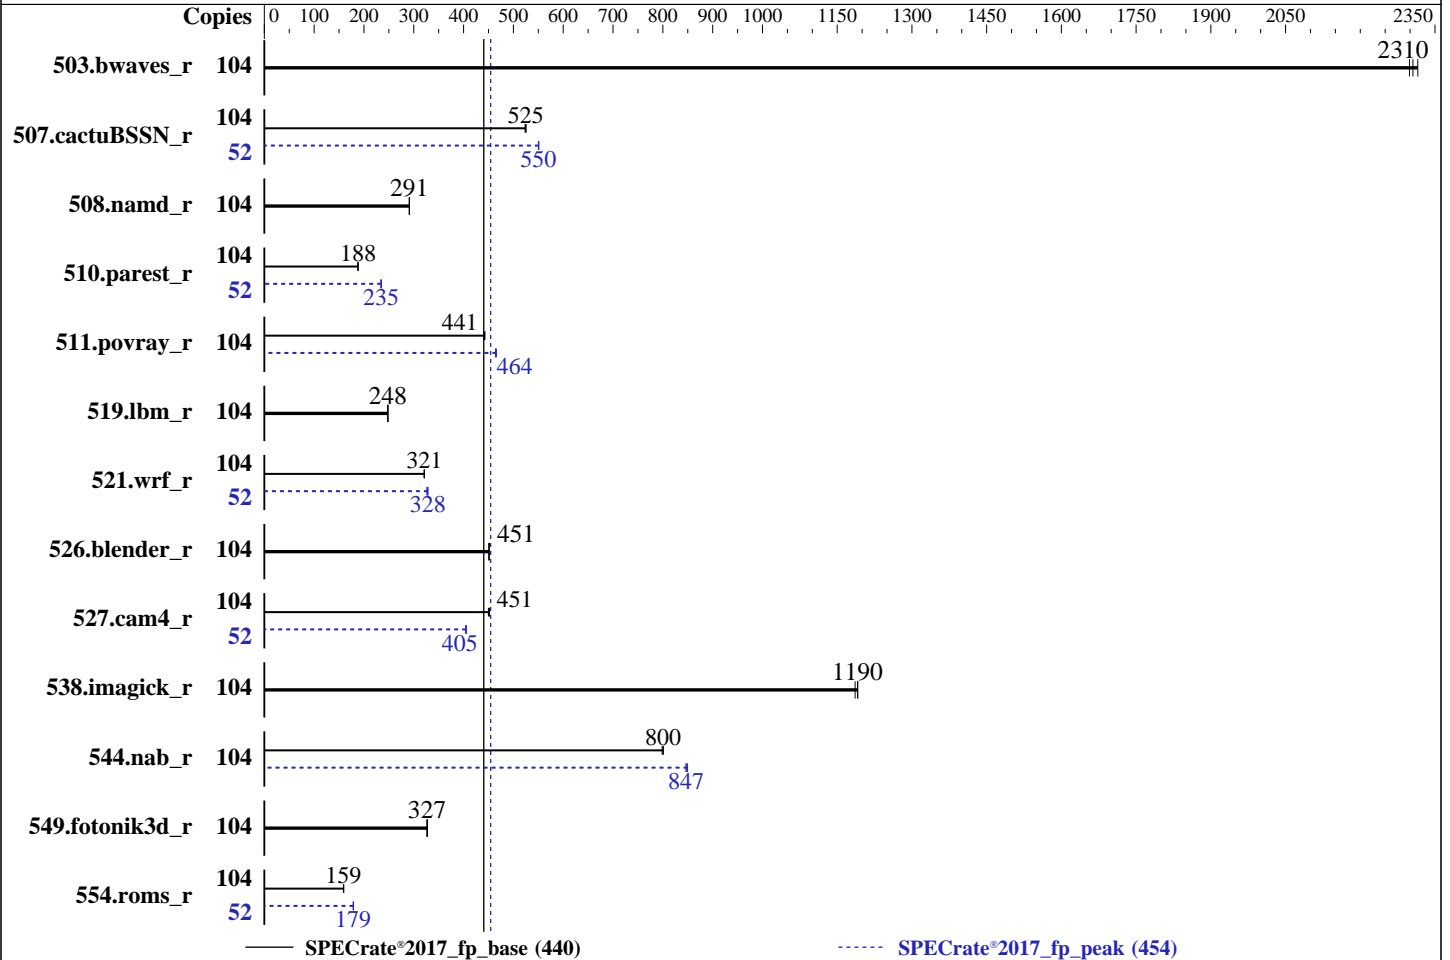 Copies 0 100 200 300 400 500 600 700 800 900 1000 1150 1300 1450 1600 1750 1900 2050 2350
503.bwaves_r 104 2310
507.cactuBSSN_r 104 525
52 550
508.namd_r 104 291
510.parest_r 104 188
52 235
511.povray_r 104 441
464
519.lbm_r 104 248
521.wrf_r 104 321
52 328
526.blender_r 104 451
527.cam4_r 104 451
52 405
538.imagick_r 104 1190
544.nab_r 104 800
847
549.fotonik3d_r 104 327
554.roms_r 104 159
52 179
SPECrate®2017_fp_base (440) SPECrate®2017_fp_peak (454)